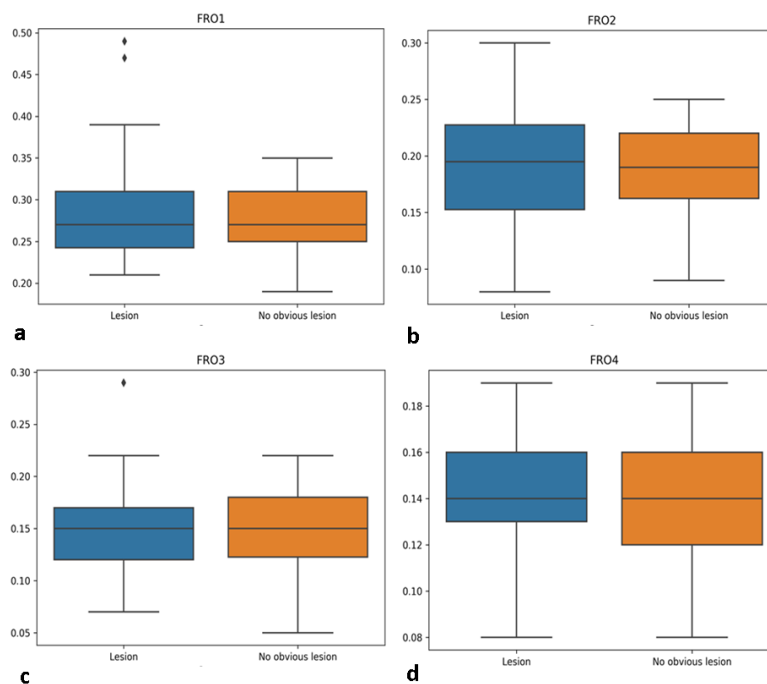 FRO1
0.50
0.45
0.40
0.35
0.30
0.25
0.20
Lesion
No obvious lesion
a
FRO2
0.30
0.25
0.20
0.15
0.10
Lesion
No obvious lesion
b
FRO3
0.30
0.25
0.20
0.15
0.10
0.05
Lesion
No obvious lesion
c
FRO4
0.18
0.16
0.14
0.12
0.10
0.08
Lesion
No obvious lesion
d